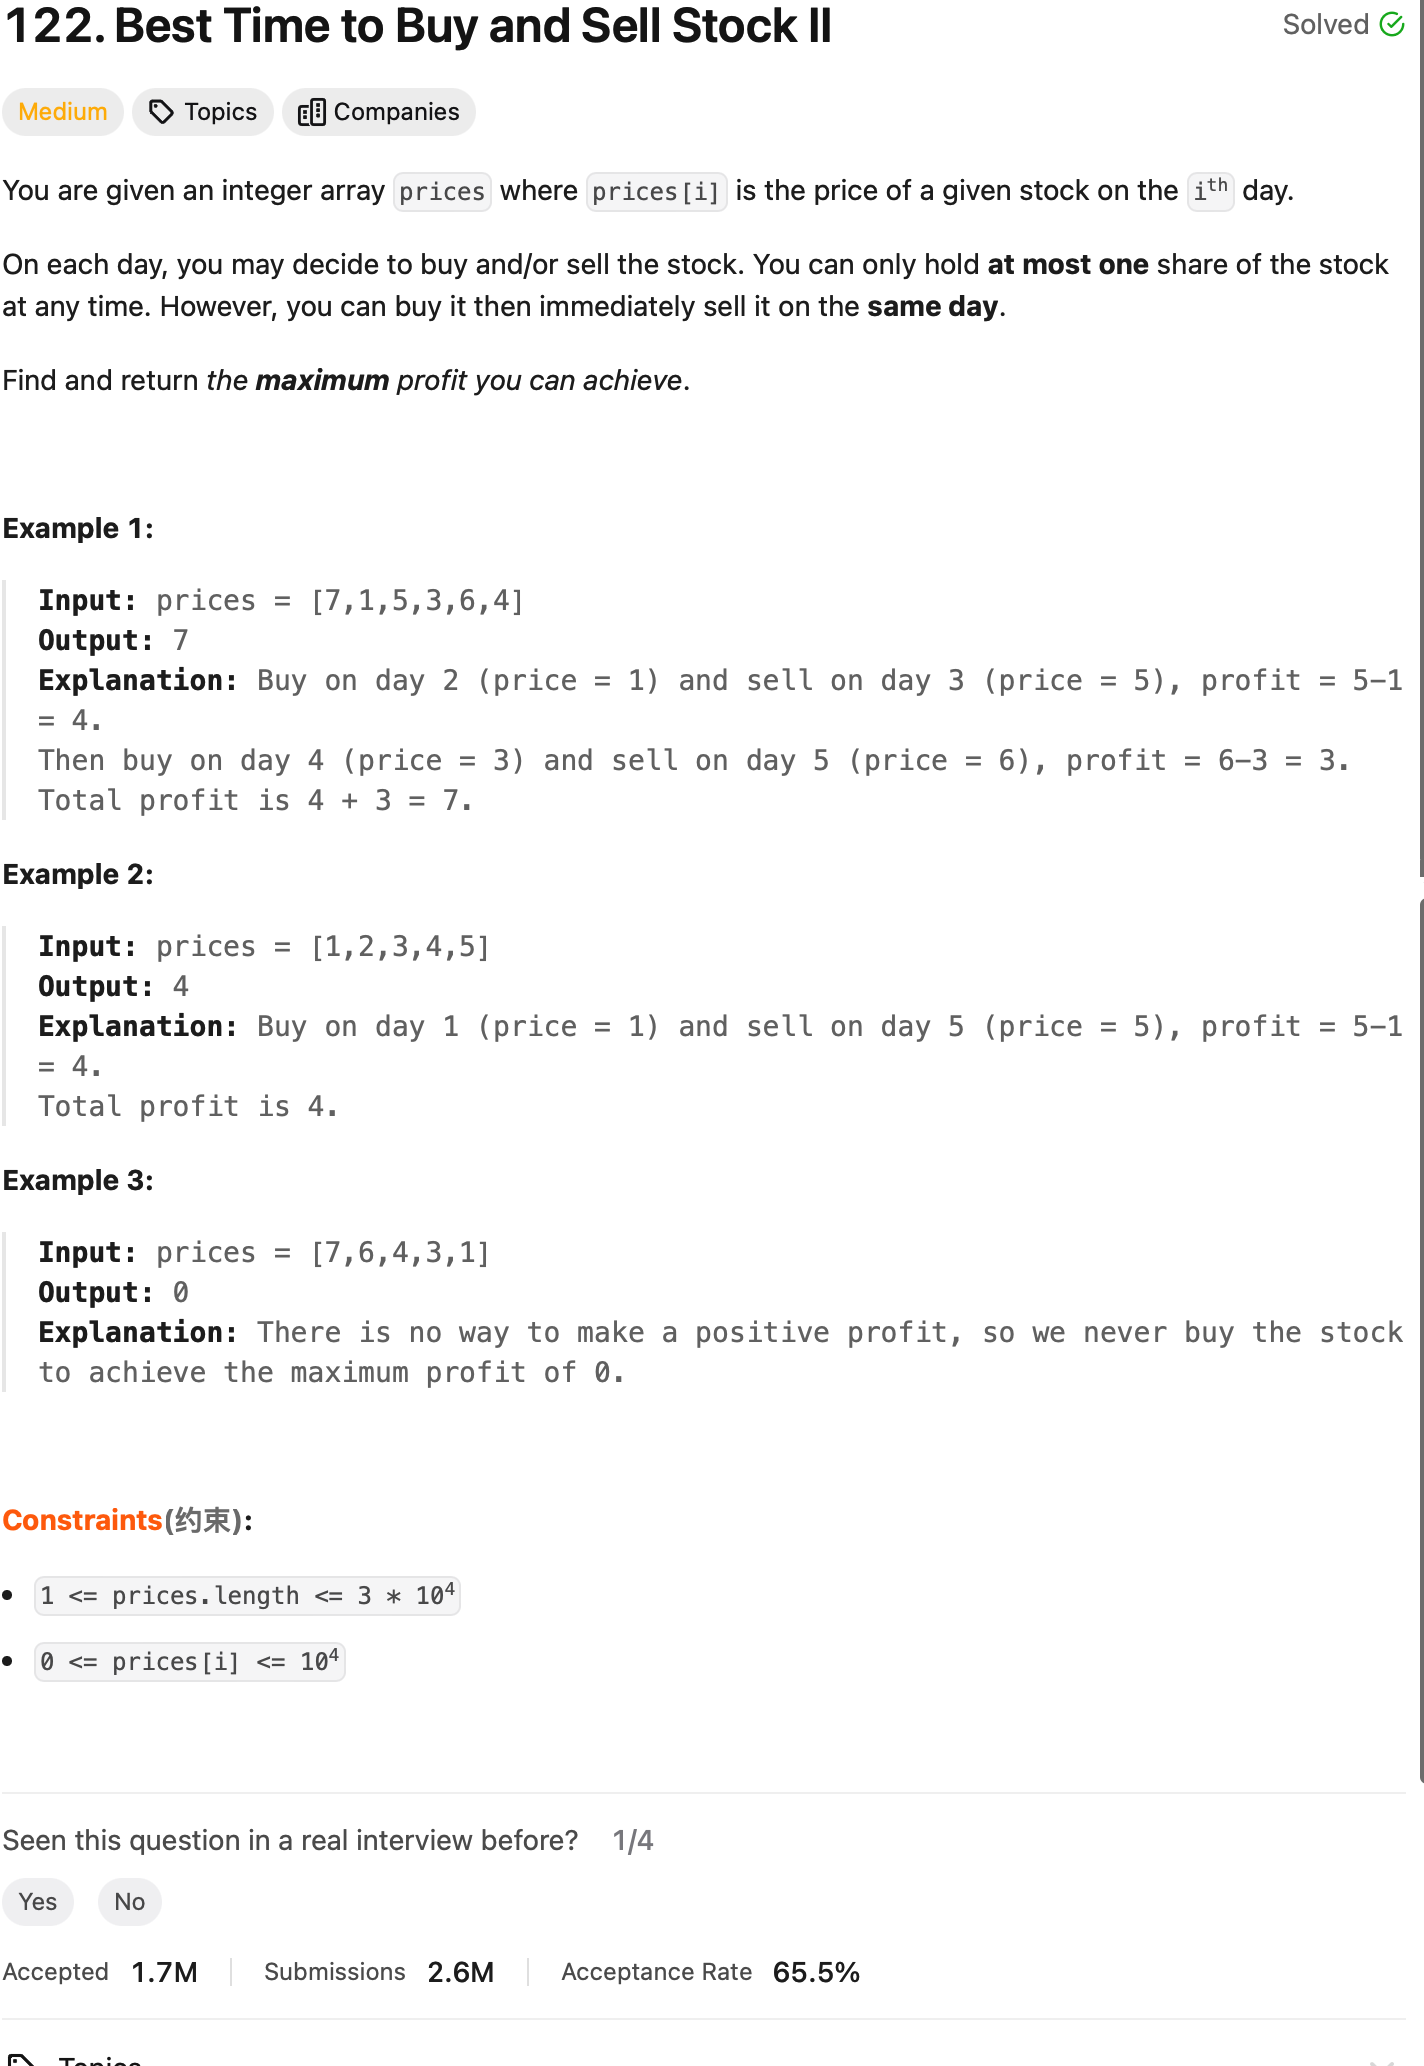 122. Best Time to Buy and Sell Stock II
Solved
Medium
Topics
Companies
You are given an integer array prices where prices[i] is the price of a given stock on the iᵗʰ day.
On each day, you may decide to buy and/or sell the stock. You can only hold at most one share of the stock
at any time. However, you can buy it then immediately sell it on the same day.
Find and return the maximum profit you can achieve.
Example 1:
Input: prices = [7,1,5,3,6,4]
Output: 7
Explanation: Buy on day 2 (price = 1) and sell on day 3 (price = 5), profit = 5-1
= 4.
Then buy on day 4 (price = 3) and sell on day 5 (price = 6), profit = 6-3 = 3.
Total profit is 4 + 3 = 7.
Example 2:
Input: prices = [1,2,3,4,5]
Output: 4
Explanation: Buy on day 1 (price = 1) and sell on day 5 (price = 5), profit = 5-1
= 4.
Total profit is 4.
Example 3:
Input: prices = [7,6,4,3,1]
Output: 0
Explanation: There is no way to make a positive profit, so we never buy the stock
to achieve the maximum profit of 0.
Constraints(约束):
1 <= prices.length <= 3 * 10⁴
0 <= prices[i] <= 10⁴
Seen this question in a real interview before? 1/4
Yes
No
Accepted 1.7M
Submissions 2.6M
Acceptance Rate 65.5%
Topics